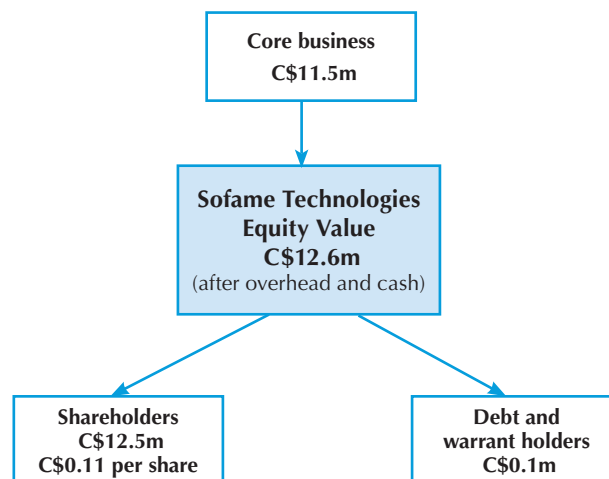 Core business
C$11.5m
Sofame Technologies
Equity Value
C$12.6m
(after overhead and cash)
Shareholders
C$12.5m
C$0.11 per share
Debt and
warrant holders
C$0.1m